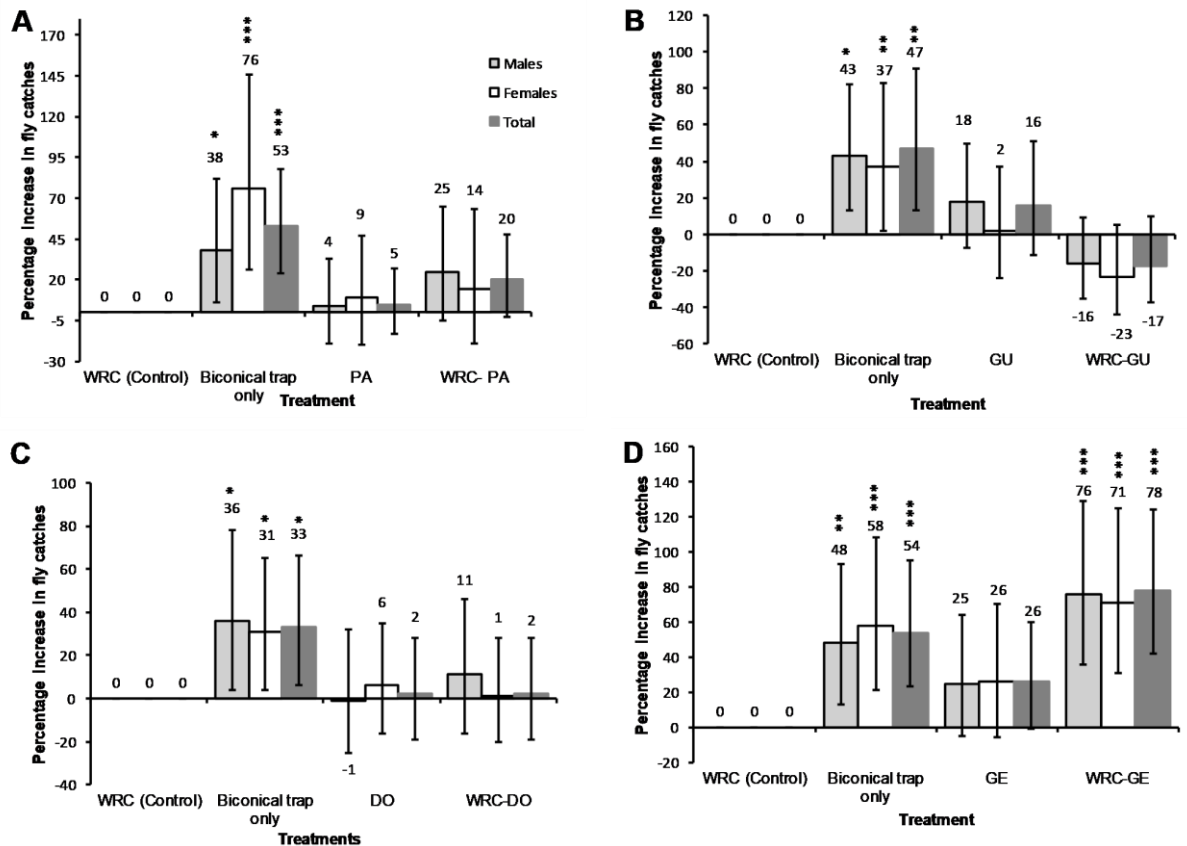 A
Percentage Increase In fly catches
170
145
120
95
70
45
20
-5
-30
0 0 0
*
38
***
76
***
53
4 9 5
25 14 20
Males
Females
Total
WRC (Control) Biconical trap only PA WRC- PA
Treatment
B
Percentage Increase In fly catches
120
100
80
60
40
20
0
-20
-40
-60
0 0 0
*
43
**
37
**
47
18 2 16
-16 -23 -17
WRC (Control) Biconical trap only GU WRC-GU
Treatment
C
Percentage Increase In fly catches
100
80
60
40
20
0
-20
-40
0 0 0
*
36
*
31
*
33
-1 6 2
11 1 2
WRC (Control) Biconical trap only DO WRC-DO
Treatments
D
Percentage Increase In fly catches
160
140
120
100
80
60
40
20
0
-20
0 0 0
**
48
***
58
***
54
25 26 26
***
76
***
71
***
78
WRC (Control) Biconical trap only GE WRC-GE
Treatment